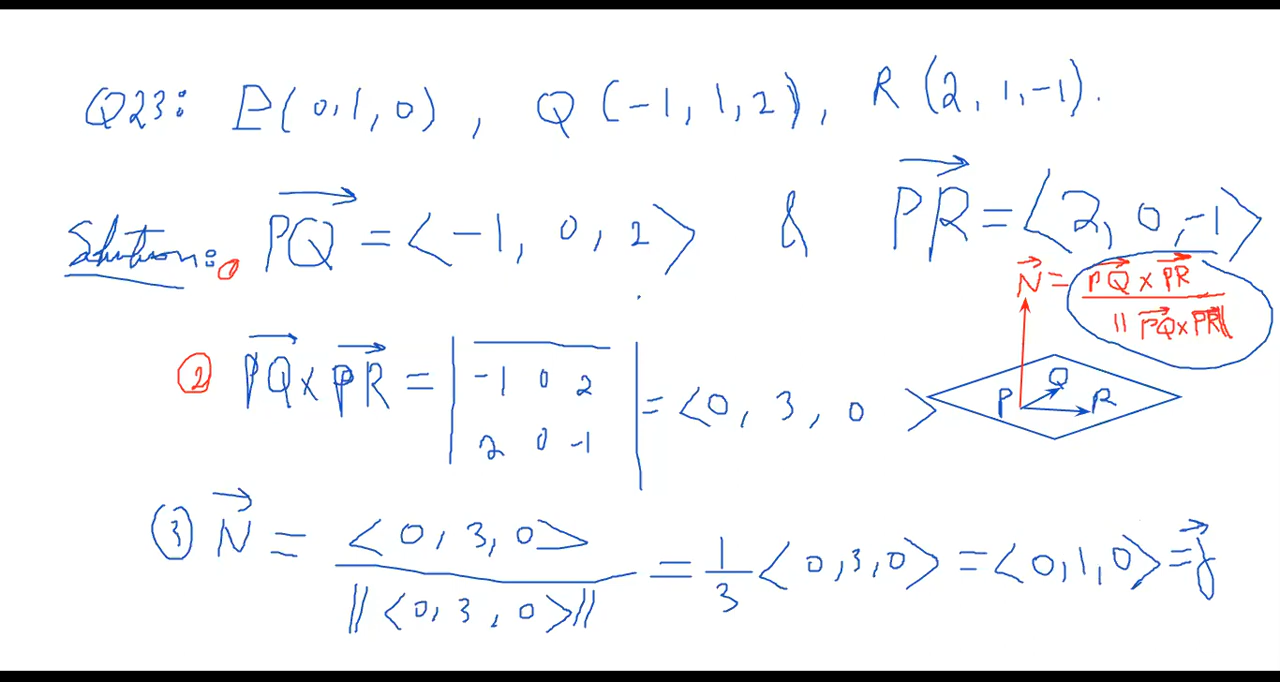 Q23: P(0,1,0), Q(-1,1,2), R(2,1,-1).
Solution: ① PQ⃗ = <-1, 0, 2> & PR⃗ = <2, 0, -1>
N⃗ = PQ⃗ × PR⃗ / ||PQ⃗ × PR⃗||
② PQ⃗ × PR⃗ = | -1 0 2
2 0 -1 | = <0, 3, 0>
P Q R
③ N⃗ = <0, 3, 0> / ||<0, 3, 0>|| = 1/3 <0, 3, 0> = <0, 1, 0> = j⃗